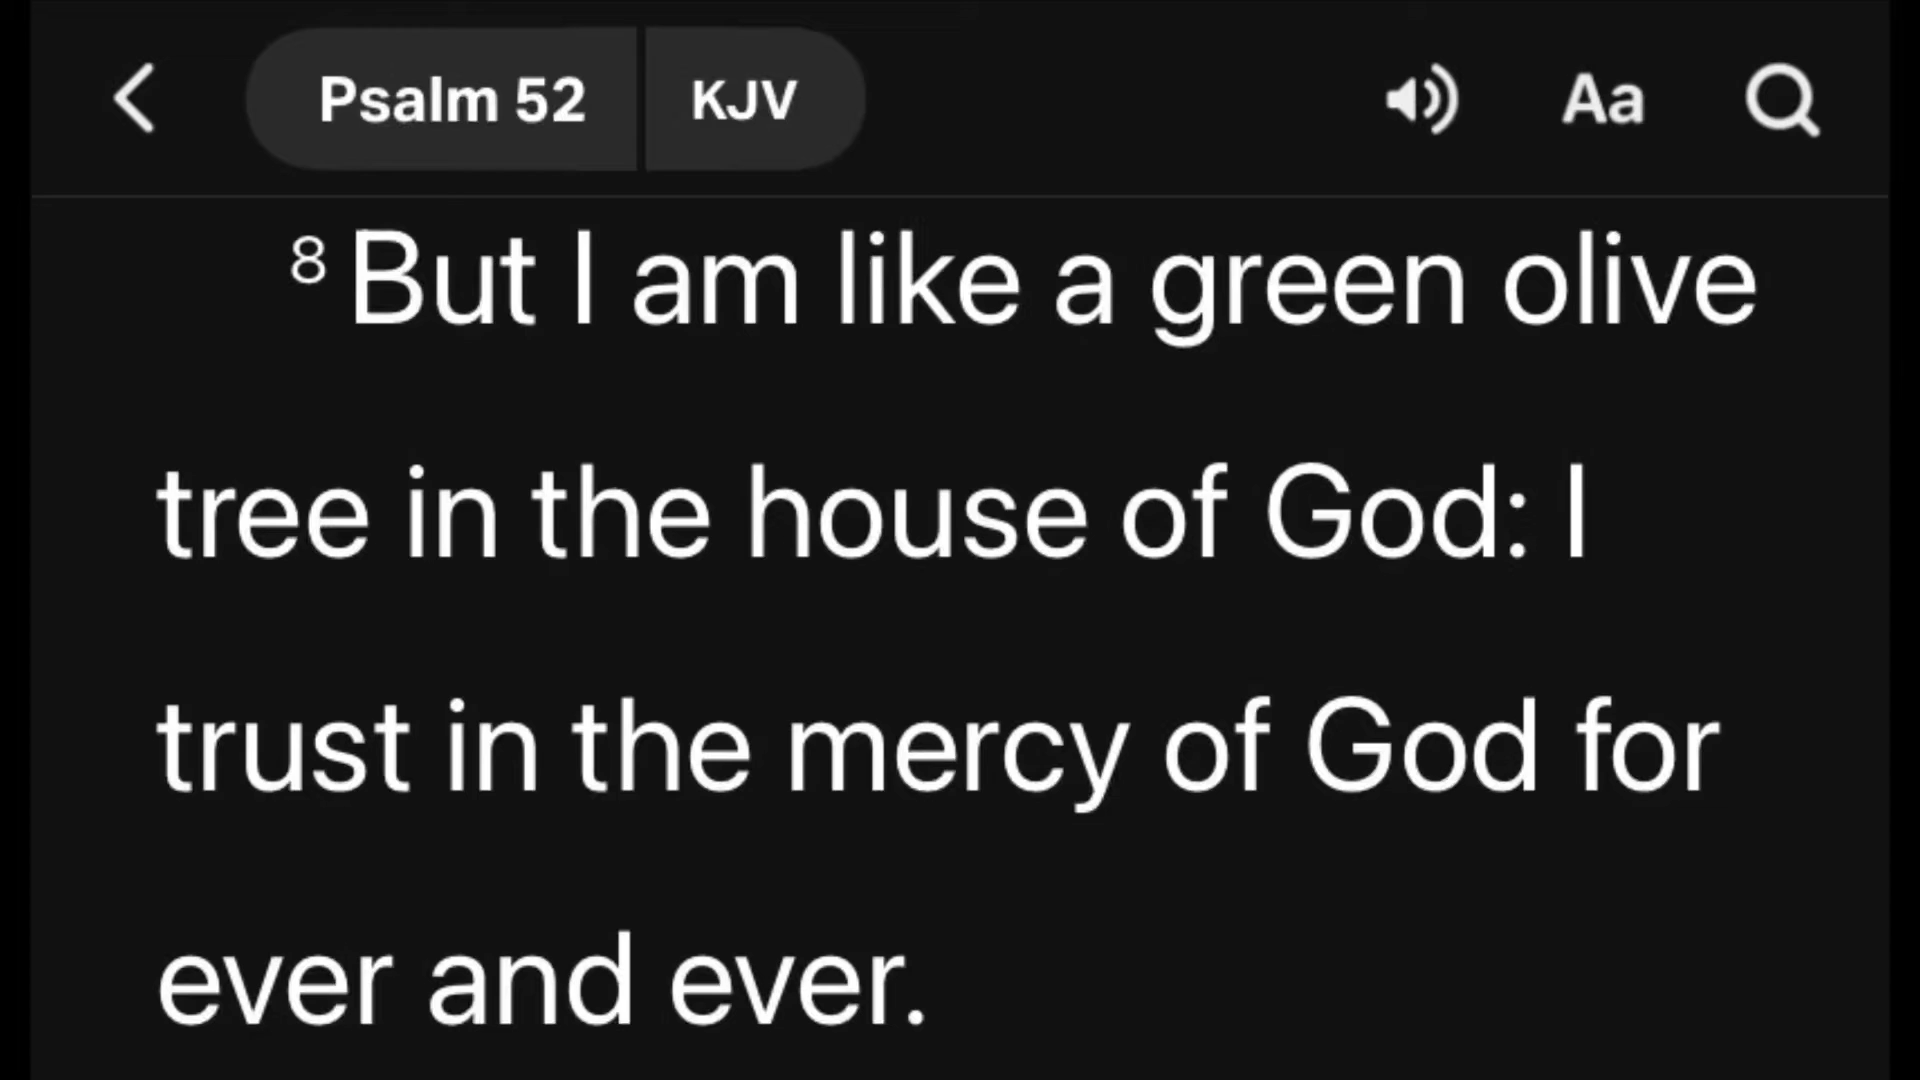 Psalm 52 KJV Aa
8 But I am like a green olive
tree in the house of God: I
trust in the mercy of God for
ever and ever.